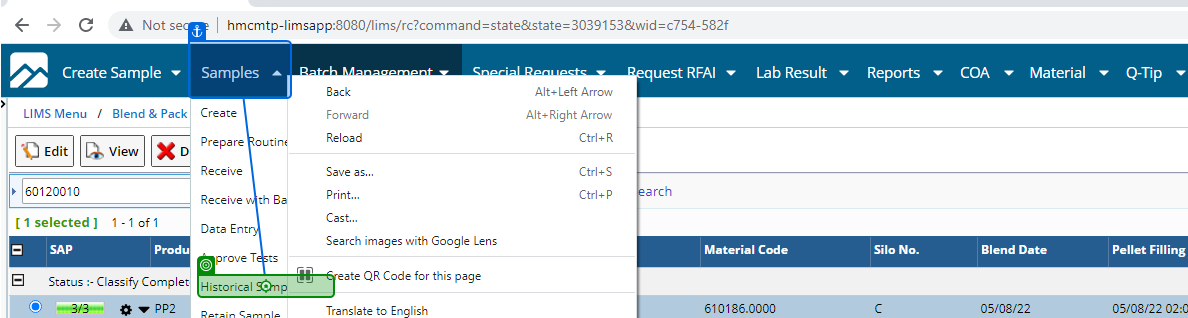 Not secure | hmcmtp-limsapp:8080/lims/rc?command=state&state=3039153&wid=c754-582f
Create Sample Samples Batch Management Special Requests Request RFAI Lab Result Reports COA Material Q-Tip
LIMS Menu / Blend & Pack
Edit View
60120010
[ 1 selected ] 1 - 1 of 1
SAP Material Code Silo No. Blend Date Pellet Filling
Status :- Classify Complet
3/3 PP2 610186.0000 C 05/08/22 05/08/22 02:0
Create
Prepare Routine
Receive
Receive with Ba
Data Entry
Approve Tests
Historical Samp
Retain Sample
Back Alt+Left Arrow
Forward Alt+Right Arrow
Reload Ctrl+R
Save as... Ctrl+S
Print... Ctrl+P
Cast...
Search images with Google Lens
Create QR Code for this page
Translate to English